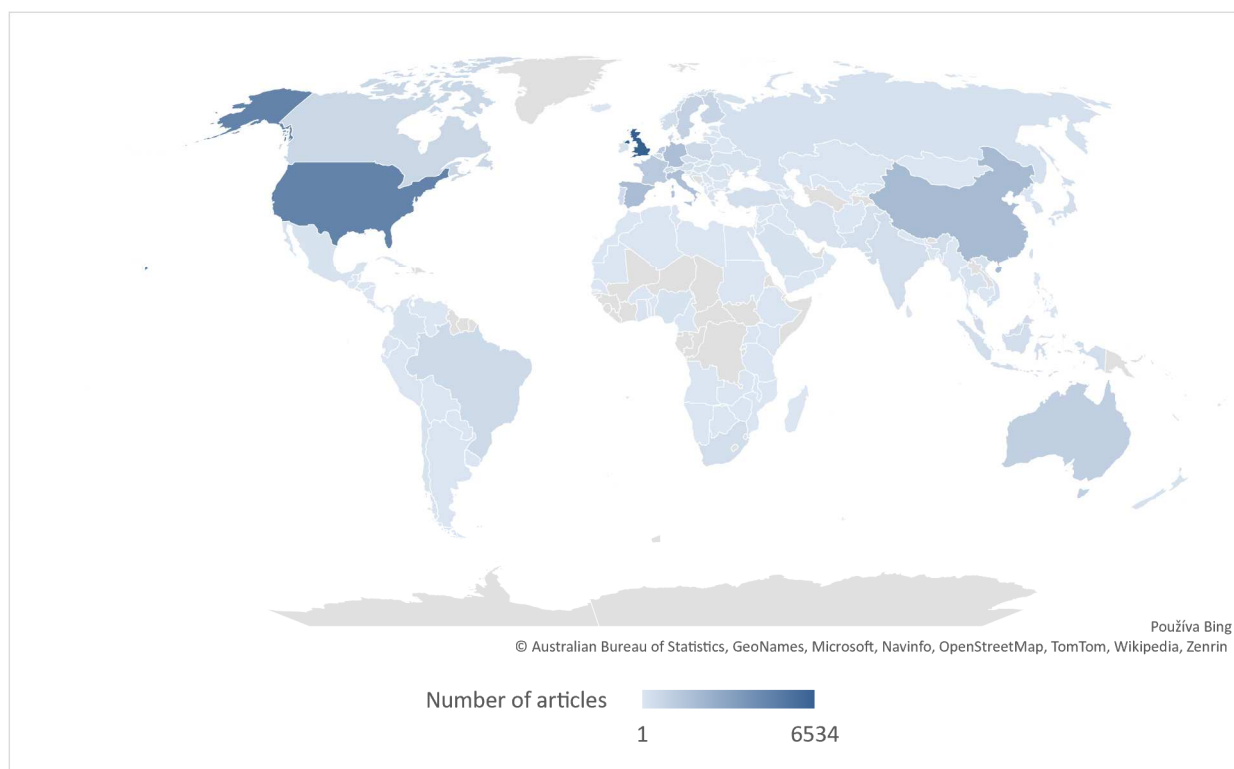 Používa Bing
© Australian Bureau of Statistics, GeoNames, Microsoft, Navinfo, OpenStreetMap, TomTom, Wikipedia, Zenrin
Number of articles
1 6534